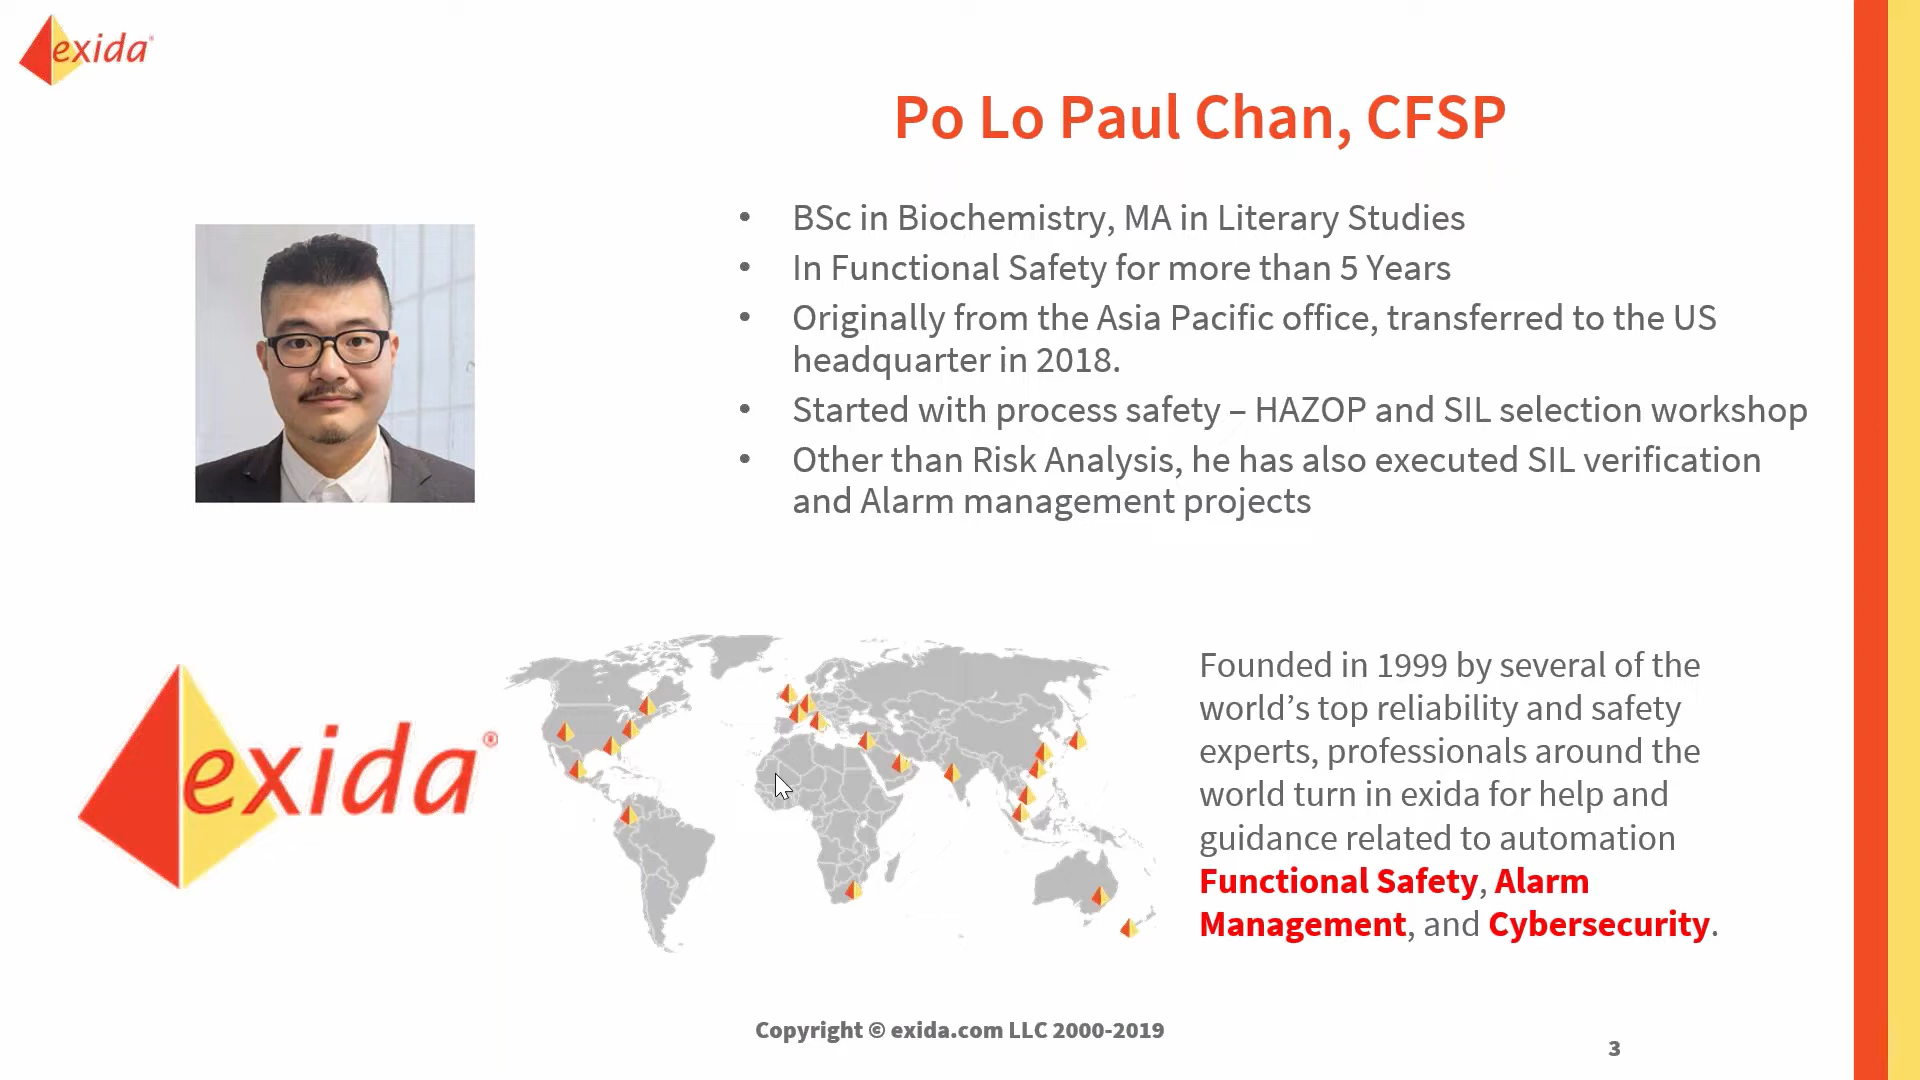 exida®
Po Lo Paul Chan, CFSP
• BSc in Biochemistry, MA in Literary Studies
• In Functional Safety for more than 5 Years
• Originally from the Asia Pacific office, transferred to the US
headquarter in 2018.
• Started with process safety – HAZOP and SIL selection workshop
• Other than Risk Analysis, he has also executed SIL verification
and Alarm management projects
exida®
Founded in 1999 by several of the
world’s top reliability and safety
experts, professionals around the
world turn in exida for help and
guidance related to automation
Functional Safety, Alarm
Management, and Cybersecurity.
Copyright © exida.com LLC 2000-2019
3